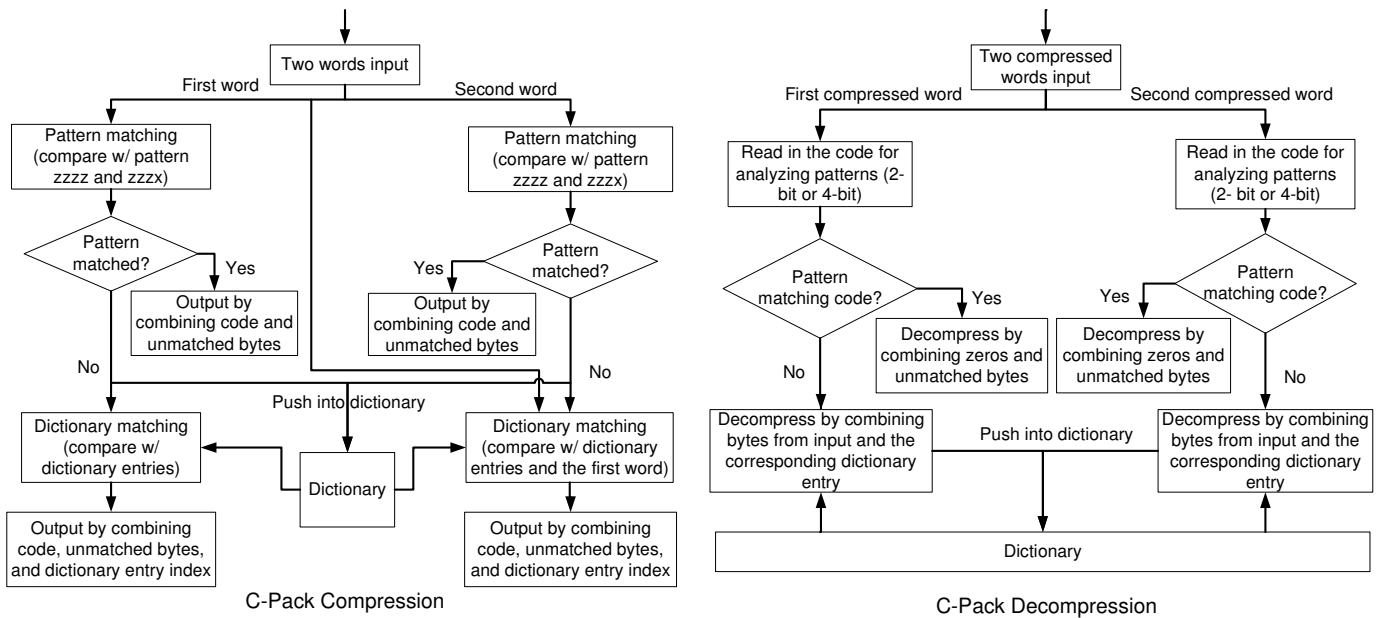 Two words input
First word
Second word
Pattern matching
(compare w/ pattern
zzzz and zzzx)
Pattern matching
(compare w/ pattern
zzzz and zzzx)
Pattern
matched?
Yes
Output by
combining code and
unmatched bytes
Pattern
matched?
Yes
Output by
combining code and
unmatched bytes
No
No
Push into dictionary
Dictionary matching
(compare w/
dictionary entries)
Dictionary
Dictionary matching
(compare w/ dictionary
entries and the first word)
Output by combining
code, unmatched bytes,
and dictionary entry index
Output by combining
code, unmatched bytes,
and dictionary entry index
C-Pack Compression
Two compressed
words input
First compressed word
Second compressed word
Read in the code for
analyzing patterns (2-
bit or 4-bit)
Read in the code for
analyzing patterns
(2- bit or 4-bit)
Pattern
matching code?
Yes
Decompress by
combining zeros and
unmatched bytes
Pattern
matching code?
Yes
Decompress by
combining zeros and
unmatched bytes
No
No
Decompress by combining
bytes from input and the
corresponding dictionary
entry
Push into dictionary
Decompress by combining
bytes from input and the
corresponding dictionary
entry
Dictionary
C-Pack Decompression